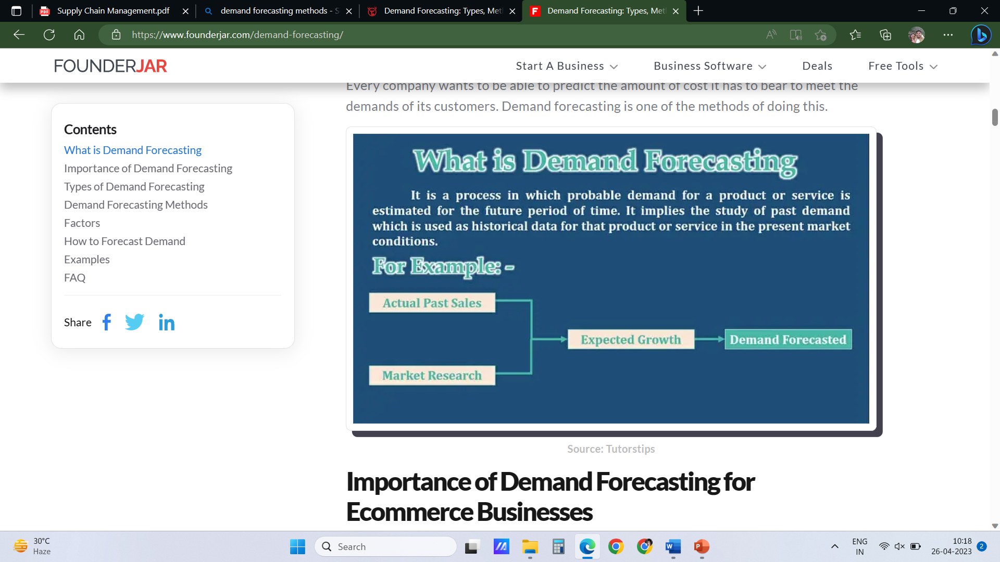 Supply Chain Management.pdf
demand forecasting methods - S
Demand Forecasting: Types, Met
Demand Forecasting: Types, Met
https://www.founderjar.com/demand-forecasting/
FOUNDERJAR
Start A Business
Business Software
Deals
Free Tools
Every company wants to be able to predict the amount of cost it has to bear to meet the
demands of its customers. Demand forecasting is one of the methods of doing this.
Contents
What is Demand Forecasting
Importance of Demand Forecasting
Types of Demand Forecasting
Demand Forecasting Methods
Factors
How to Forecast Demand
Examples
FAQ
Share
What is Demand Forecasting
It is a process in which probable demand for a product or service is
estimated for the future period of time. It implies the study of past demand
which is used as historical data for that product or service in the present market
conditions.
For Example: -
Actual Past Sales
Expected Growth
Demand Forecasted
Market Research
Source: Tutorstips
Importance of Demand Forecasting for
Ecommerce Businesses
30°C
Haze
Search
ENG
IN
10:18
26-04-2023
2